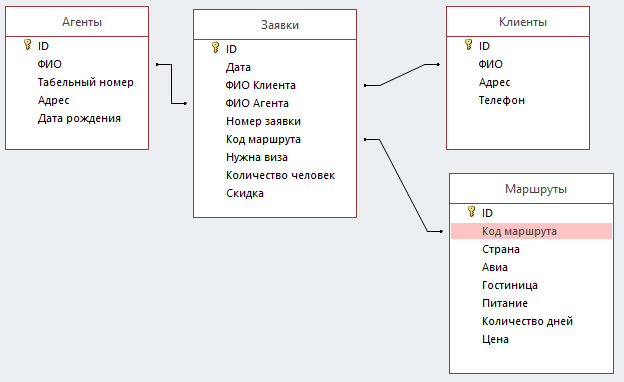 Агенты
ID
ФИО
Табельный номер
Адрес
Дата рождения
Заявки
ID
Дата
ФИО Клиента
ФИО Агента
Номер заявки
Код маршрута
Нужна виза
Количество человек
Скидка
Клиенты
ID
ФИО
Адрес
Телефон
Маршруты
ID
Код маршрута
Страна
Авиа
Гостиница
Питание
Количество дней
Цена